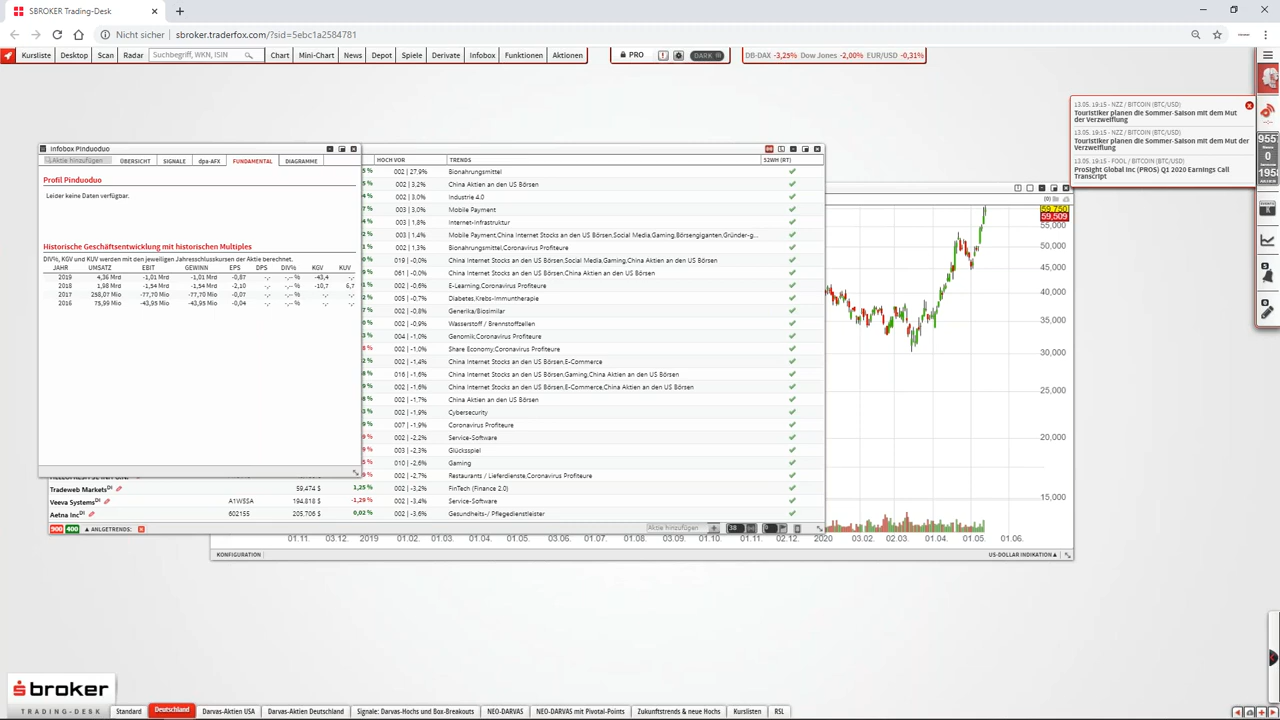 SBROKER Trading-Desk
Nicht sicher | sbroker.traderfox.com/?sid=5ebc1a2584781
Kursliste Desktop Scan Radar Suchbegriff, WKN, ISIN Chart Mini-Chart News Depot Spiele Derivate Infobox Funktionen Aktionen PRO DARK DB-DAX -3,25% Dow Jones -2,00% EUR/USD -0,31%
13.05. 19:15 - NZZ / BITCOIN (BTC/USD)
Touristiker planen die Sommer-Saison mit dem Mut
der Verzweiflung
13.05. 19:15 - NZZ / BITCOIN (BTC/USD)
Touristiker planen die Sommer-Saison mit dem Mut
der Verzweiflung
13.05. 19:15 - FOOL / BITCOIN (BTC/USD)
ProSight Global Inc (PROS) Q1 2020 Earnings Call
Transcript
Infobox Pinduoduo
Aktie hinzufügen ÜBERSICHT SIGNALE dpa-AFX FUNDAMENTAL DIAGRAMME
Profil Pinduoduo
Leider keine Daten verfügbar.
Historische Geschäftsentwicklung mit historischen Multiples
DIV%, KGV und KUV werden mit den jeweiligen Jahresschlusskursen der Aktie berechnet.
JAHR UMSATZ EBIT GEWINN EPS DPS DIV% KGV KUV
2019 4,36 Mrd -1,01 Mrd -1,01 Mrd -0,87 -,- -,-- % -43,4 -,-
2018 1,98 Mrd -1,54 Mrd -1,54 Mrd -2,10 -,- -,-- % -10,7 6,7
2017 258,07 Mio -77,70 Mio -77,70 Mio -0,07 -,- -,-- % -,- -,-
2016 75,99 Mio -43,95 Mio -43,95 Mio -0,04 -,- -,-- % -,- -,-
HOCH VOR TRENDS 52WH (RT)
002 | 27,9% Bionahrungsmittel
002 | 3,2% China Aktien an den US Börsen
002 | 3,0% Industrie 4.0
003 | 3,0% Mobile Payment
003 | 1,8% Internet-Infrastruktur
003 | 1.4% Mobile Payment,China Internet Stocks an den US Börsen,Social Media,Gaming,Börsengiganten,Gründer-g...
002 | 1,3% Bionahrungsmittel,Coronavirus Profiteure
019 | -0,0% China Internet Stocks an den US Börsen,Social Media,Gaming,China Aktien an den US Börsen
061 | -0,0% China Internet Stocks an den US Börsen,China Aktien an den US Börsen
002 | -0,6% E-Learning,Coronavirus Profiteure
005 | -0,7% Diabetes,Krebs-Immuntherapie
002 | -0,8% Generika/Biosimilar
002 | -0,9% Wasserstoff / Brennstoffzellen
004 | -1,0% Genomik,Coronavirus Profiteure
002 | -1,0% Share Economy,Coronavirus Profiteure
002 | -1,4% China Internet Stocks an den US Börsen,E-Commerce
016 | -1,6% China Internet Stocks an den US Börsen,Gaming,China Aktien an den US Börsen
002 | -1,6% China Internet Stocks an den US Börsen,E-Commerce,China Aktien an den US Börsen
002 | -1,7% China Aktien an den US Börsen
002 | -1,9% Cybersecurity
007 | -1,9% Coronavirus Profiteure
002 | -2,2% Service-Software
003 | -2,3% Glücksspiel
010 | -2,6% Gaming
002 | -2,7% Restaurants / Lieferdienste,Coronavirus Profiteure
Tradeweb Markets DI 59,474 $ 1,25 % 002 | -3,2% FinTech (Finance 2.0)
Veeva Systems DI A1W5SA 194.818 $ -1,29 % 002 | -3,4% Service-Software
Aetna Inc DI 602155 205,706 $ 0,02 % 002 | -3,6% Gesundheits-/ Pflegedienstleister
500 400 ▲ ANLGETRENDS: Aktie hinzufügen 38
59,750
59,509
55,000
45,000
40,000
35,000
30,000
25,000
20,000
15,000
01.11. 03.12. 2019 01.02. 01.03. 01.04. 01.05. 03.06. 01.07. 01.08. 03.09. 01.10. 01.11. 02.12. 2020 03.02. 02.03. 01.04. 01.05. 01.06.
KONFIGURATION US-DOLLAR INDIKATION▲
broker
TRADING-DESK
Standard Deutschland Darvas-Aktien USA Darvas-Aktien Deutschland Signale: Darvas-Hochs und Box-Breakouts NEO-DARVAS NEO-DARVAS mit Pivotal-Points Zukunftstrends & neue Hochs Kurslisten RSL